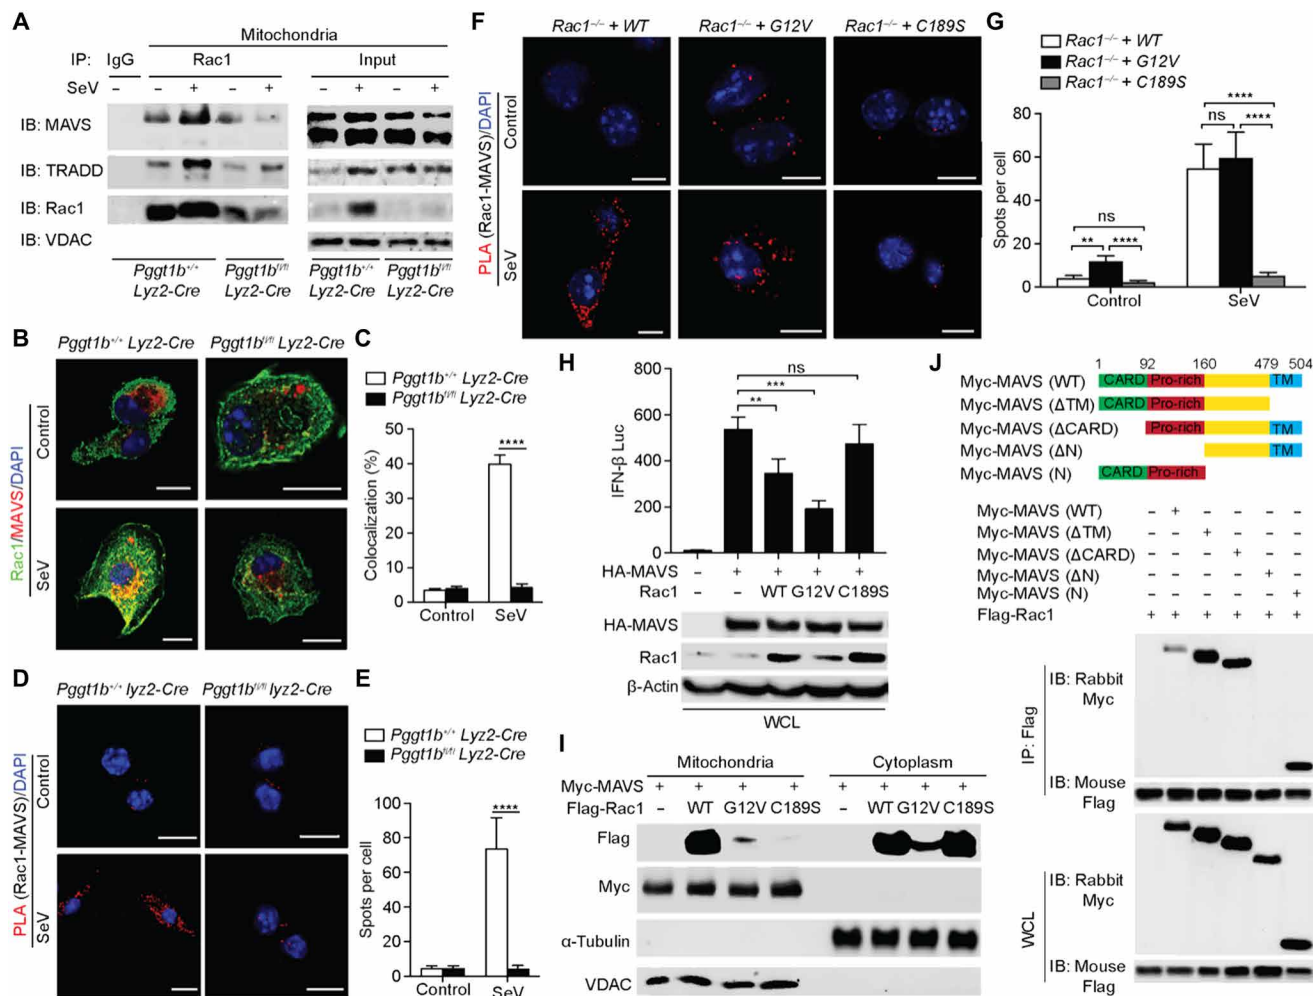 A
Mitochondria
IP: IgG Rac1 Input
SeV – – + – + – + – +
IB: MAVS
IB: TRADD
IB: Rac1
IB: VDAC
Pggt1b+/+ Pggt1bfl/fl Pggt1b+/+ Pggt1bfl/fl
Lyz2-Cre Lyz2-Cre Lyz2-Cre Lyz2-Cre
B
Pggt1b+/+ Lyz2-Cre Pggt1bfl/fl Lyz2-Cre
Rac1/MAVS/DAPI
Control
SeV
C
Pggt1b+/+ Lyz2-Cre
Pggt1bfl/fl Lyz2-Cre
Colocalization (%)
50
40
30
20
10
0
****
Control SeV
D
Pggt1b+/+ lyz2-Cre Pggt1bfl/fl lyz2-Cre
PLA (Rac1-MAVS)/DAPI
Control
SeV
E
Pggt1b+/+ Lyz2-Cre
Pggt1bfl/fl Lyz2-Cre
Spots per cell
100
80
60
40
20
0
****
Control SeV
F
Rac1–/– + WT Rac1–/– + G12V Rac1–/– + C189S
PLA (Rac1-MAVS)/DAPI
Control
SeV
G
Rac1–/– + WT
Rac1–/– + G12V
Rac1–/– + C189S
Spots per cell
80
60
40
20
0
****
ns ****
ns
** ****
Control SeV
H
IFN-β Luc
800
600
400
200
0
ns
***
**
HA-MAVS – + + + +
Rac1 – – WT G12V C189S
HA-MAVS
Rac1
β-Actin
WCL
I
Mitochondria Cytoplasm
Myc-MAVS + + + + + + + +
Flag-Rac1 – WT G12V C189S – WT G12V C189S
Flag
Myc
α-Tubulin
VDAC
J
1 92 160 479 504
Myc-MAVS (WT) CARD Pro-rich TM
Myc-MAVS (ΔTM) CARD Pro-rich
Myc-MAVS (ΔCARD) Pro-rich TM
Myc-MAVS (ΔN) TM
Myc-MAVS (N) CARD Pro-rich
Myc-MAVS (WT) – + – – – –
Myc-MAVS (ΔTM) – – + – – –
Myc-MAVS (ΔCARD) – – – + – –
Myc-MAVS (ΔN) – – – – + –
Myc-MAVS (N) – – – – – +
Flag-Rac1 + + + + + +
IP: Flag
IB: Rabbit
Myc
IB: Mouse
Flag
WCL
IB: Rabbit
Myc
IB: Mouse
Flag